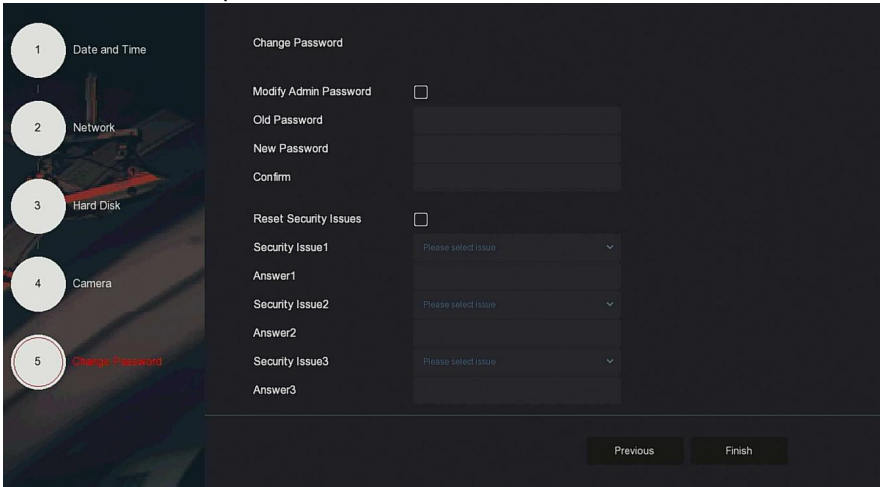 1 Date and Time
2 Network
3 Hard Disk
4 Camera
5 Change Password
Change Password
Modify Admin Password
Old Password
New Password
Confirm
Reset Security Issues
Security Issue1 Please select issue
Answer1
Security Issue2 Please select issue
Answer2
Security Issue3 Please select issue
Answer3
Previous Finish